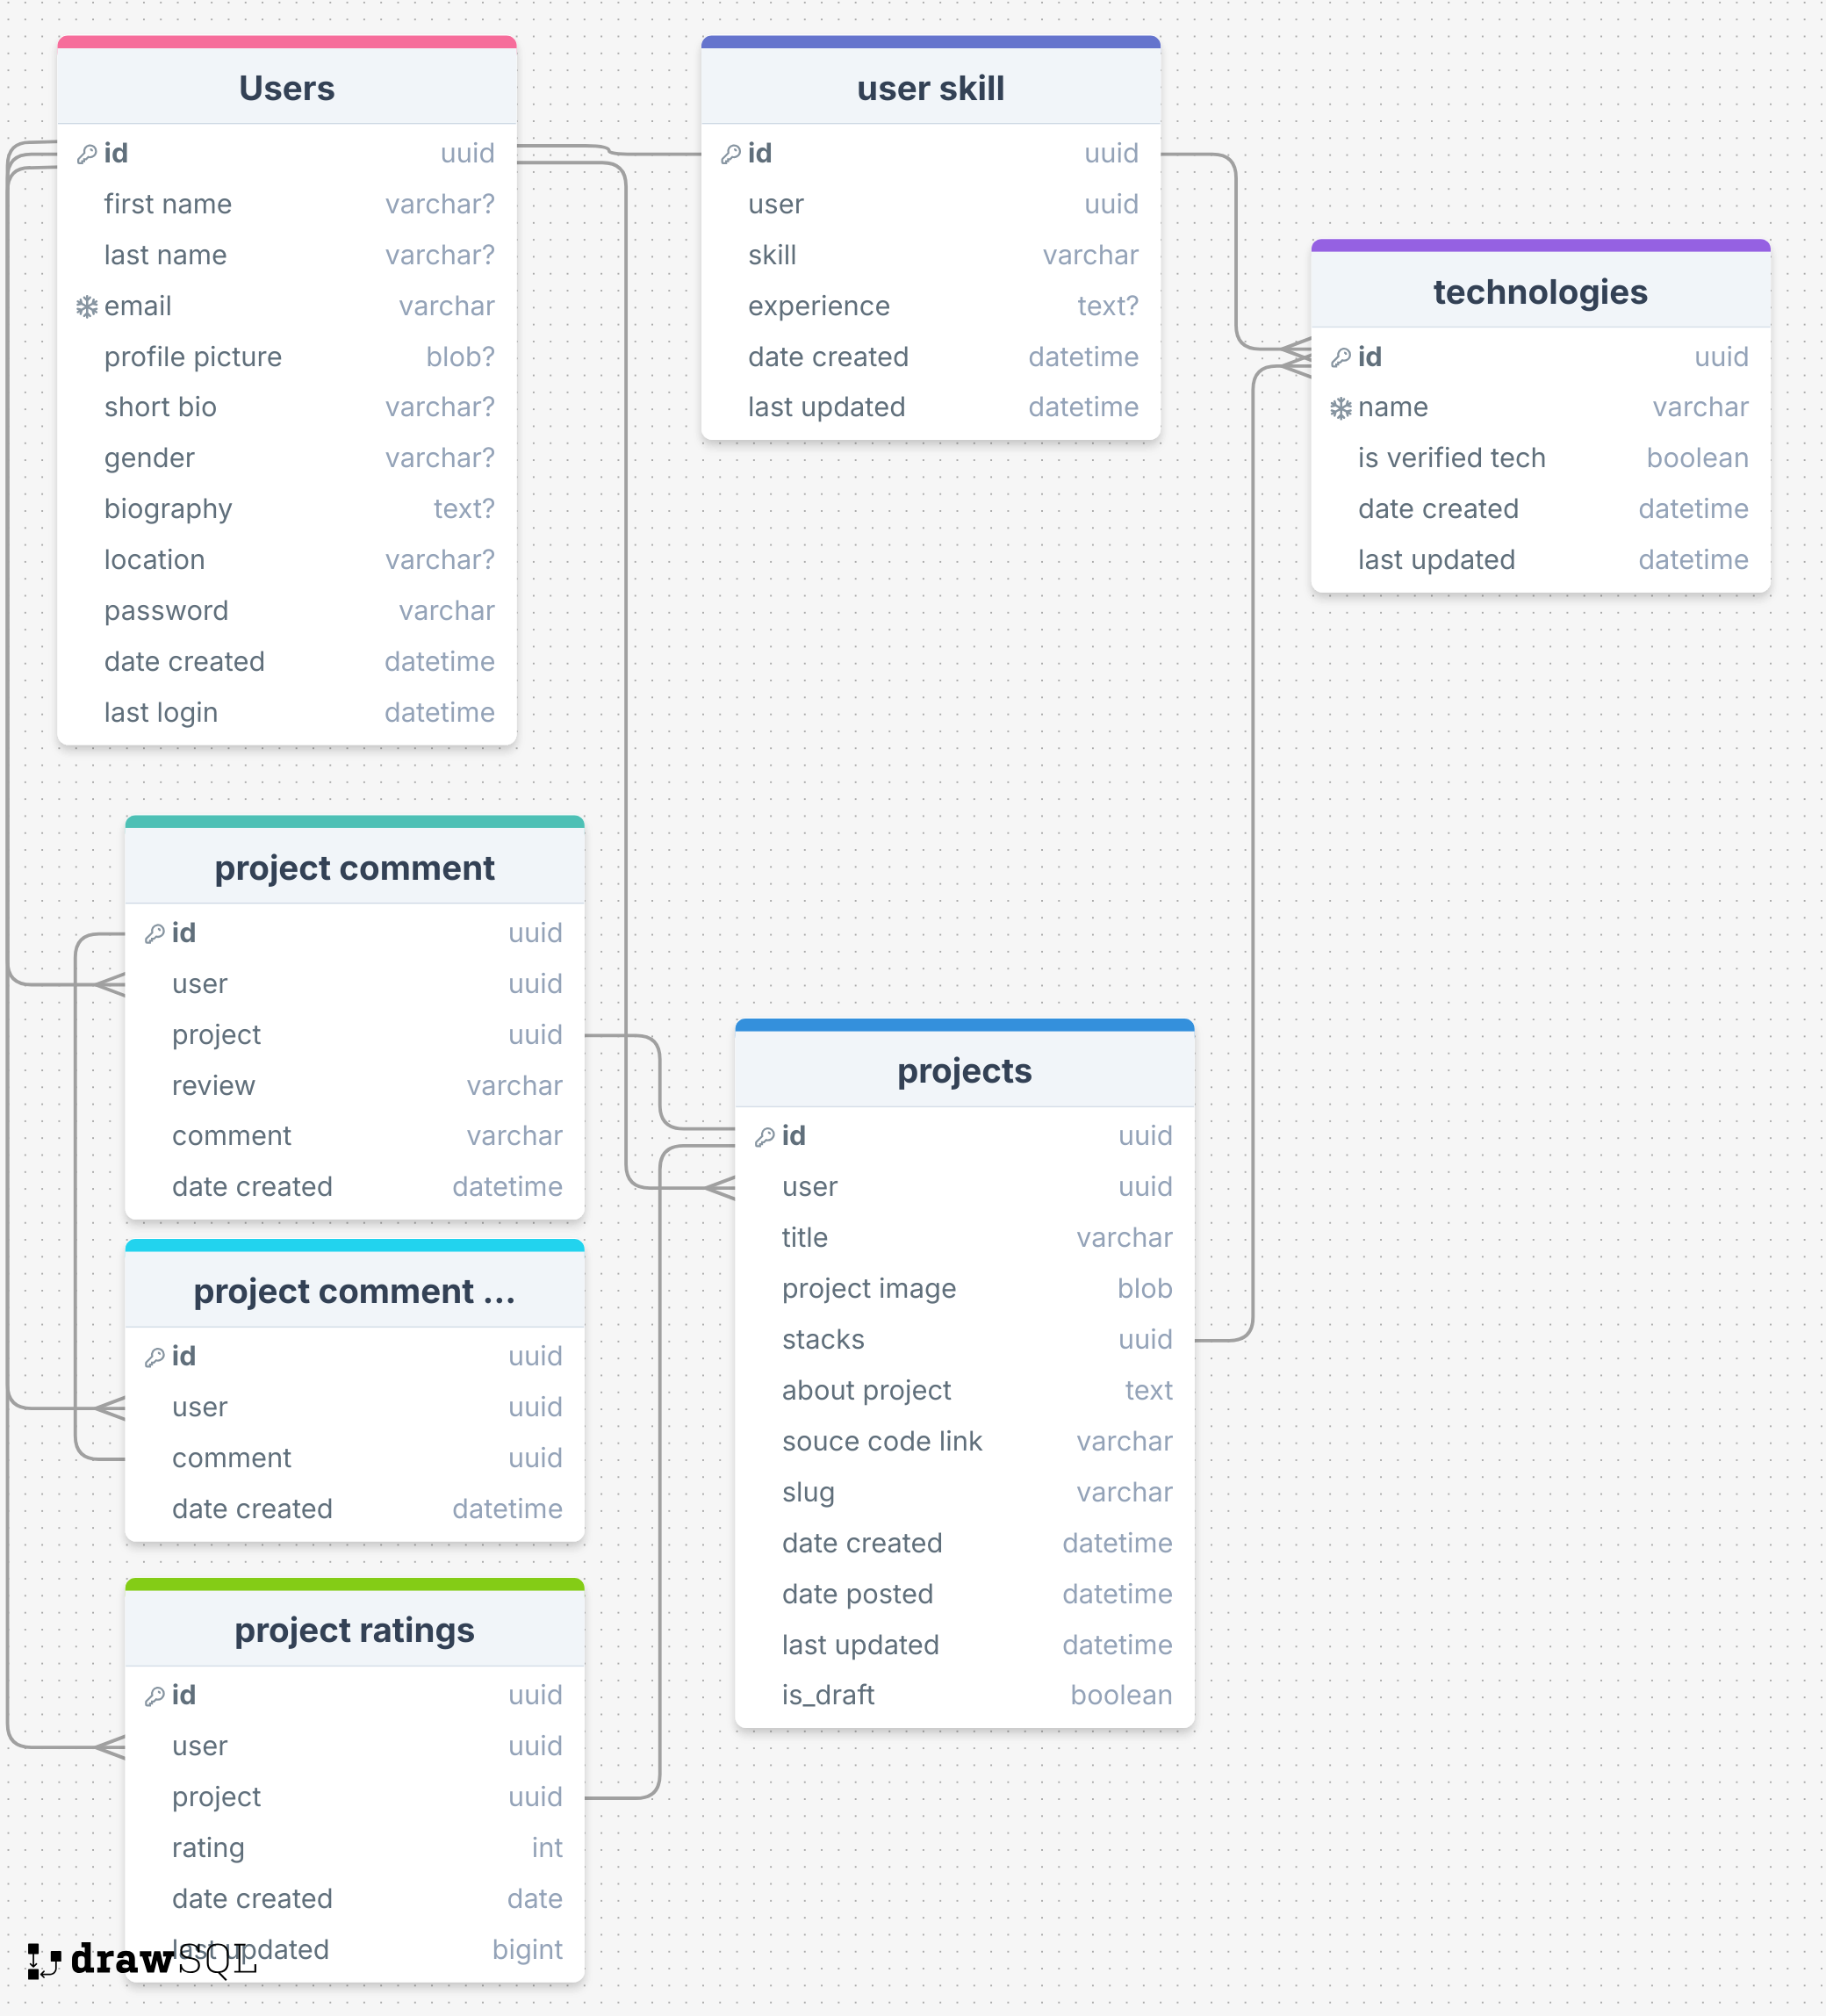 Users
id uuid
first name varchar?
last name varchar?
email varchar
profile picture blob?
short bio varchar?
gender varchar?
biography text?
location varchar?
password varchar
date created datetime
last login datetime
user skill
id uuid
user uuid
skill varchar
experience text?
date created datetime
last updated datetime
technologies
id uuid
name varchar
is verified tech boolean
date created datetime
last updated datetime
project comment
id uuid
user uuid
project uuid
review varchar
comment varchar
date created datetime
project comment ...
id uuid
user uuid
comment uuid
date created datetime
project ratings
id uuid
user uuid
project uuid
rating int
date created date
last updated bigint
projects
id uuid
user uuid
title varchar
project image blob
stacks uuid
about project text
souce code link varchar
slug varchar
date created datetime
date posted datetime
last updated datetime
is_draft boolean
drawSQL